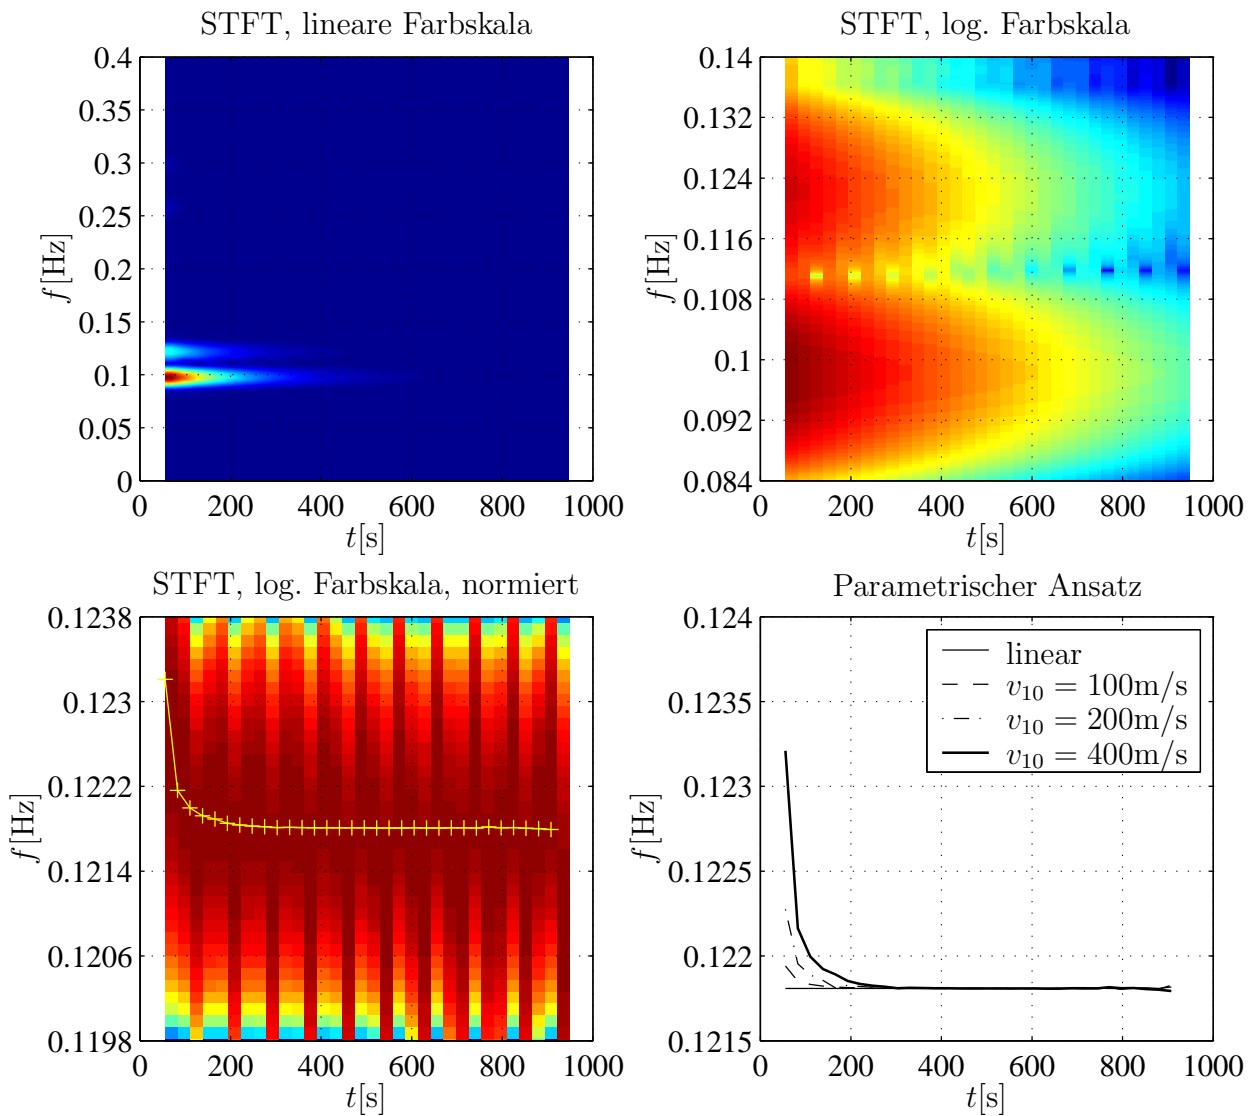 STFT, lineare Farbskala
0.4
0.35
0.3
0.25
0.2
0.15
0.1
0.05
0
f [Hz]
0 200 400 600 800 1000
t[s]
STFT, log. Farbskala
0.14
0.132
0.124
0.116
0.108
0.1
0.092
0.084
f [Hz]
0 200 400 600 800 1000
t[s]
STFT, log. Farbskala, normiert
0.1238
0.123
0.1222
0.1214
0.1206
0.1198
f [Hz]
0 200 400 600 800 1000
t[s]
Parametrischer Ansatz
0.124
0.1235
0.123
0.1225
0.122
0.1215
f [Hz]
linear
v₁₀ = 100m/s
v₁₀ = 200m/s
v₁₀ = 400m/s
0 200 400 600 800 1000
t[s]